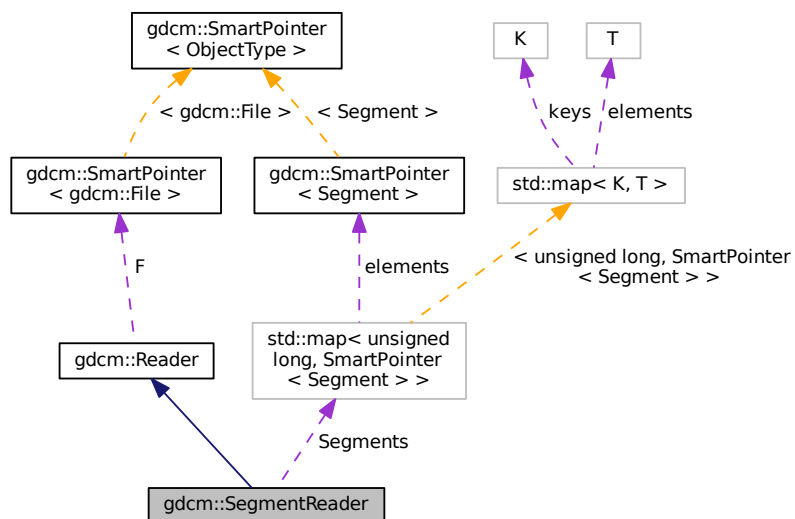 gdcm::SmartPointer
< ObjectType >
K
T
< gdcm::File >
< Segment >
keys
elements
gdcm::SmartPointer
< gdcm::File >
gdcm::SmartPointer
< Segment >
std::map< K, T >
F
elements
< unsigned long, SmartPointer
< Segment > >
gdcm::Reader
std::map< unsigned
long, SmartPointer
< Segment > >
Segments
gdcm::SegmentReader